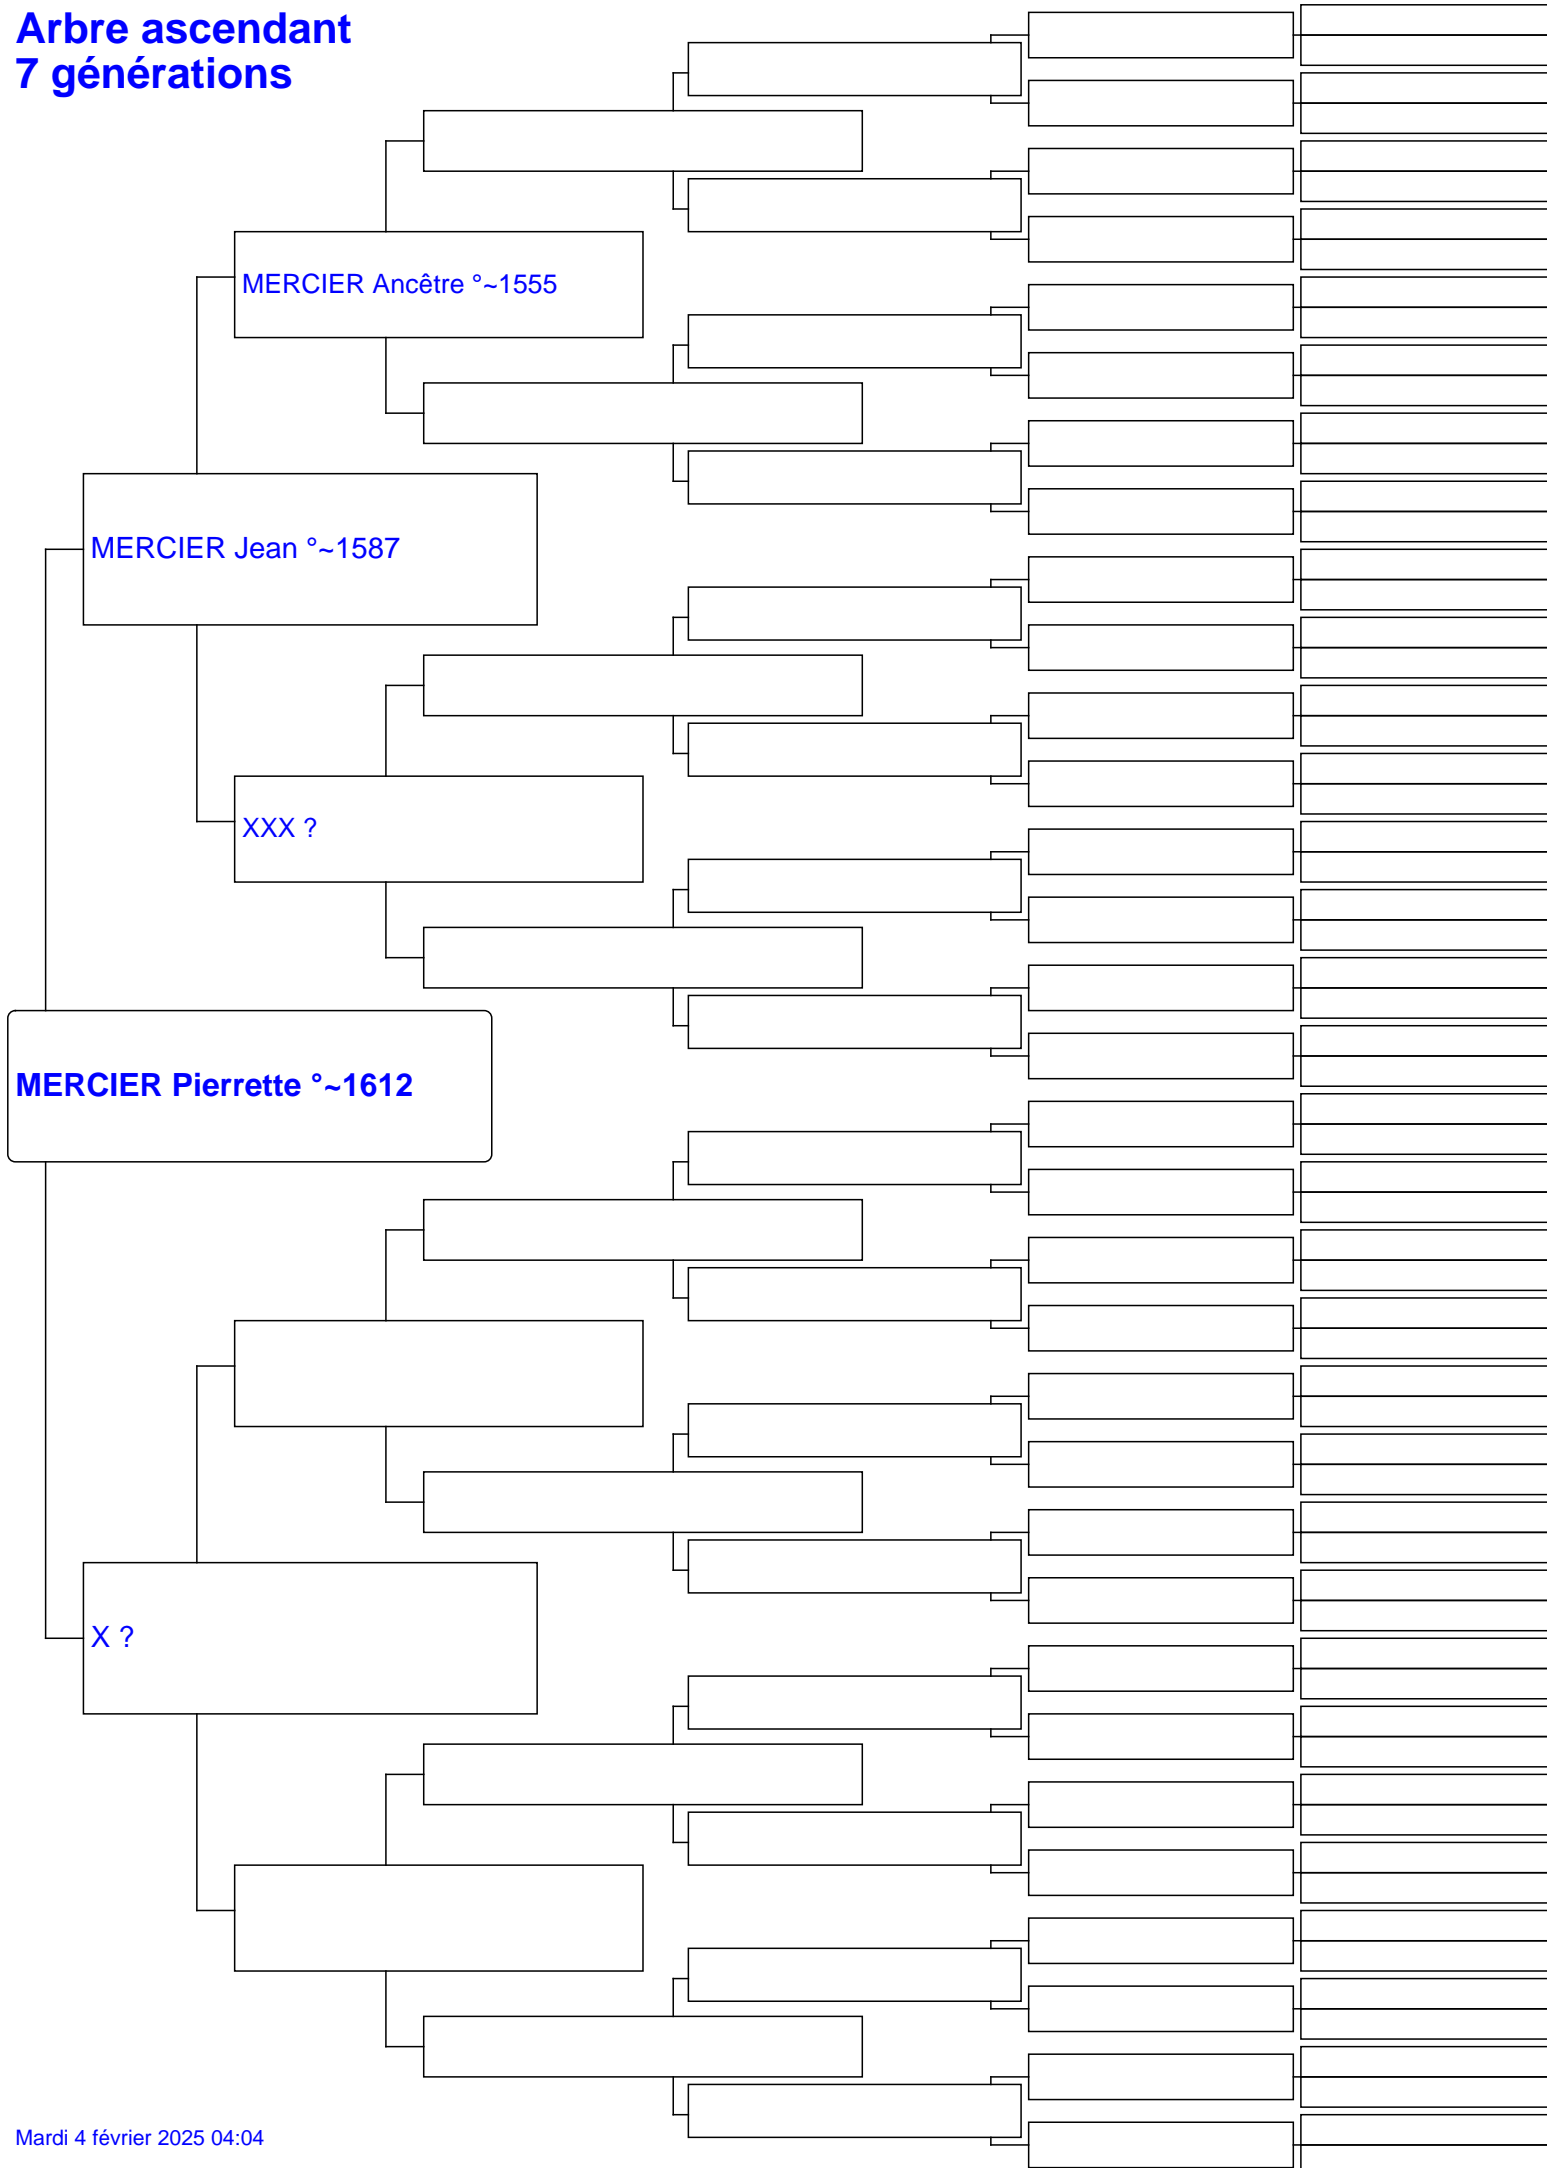 Arbre ascendant
7 générations
MERCIER Ancêtre °~1555
MERCIER Jean °~1587
XXX ?
MERCIER Pierrette °~1612
X ?
Mardi 4 février 2025 04:04